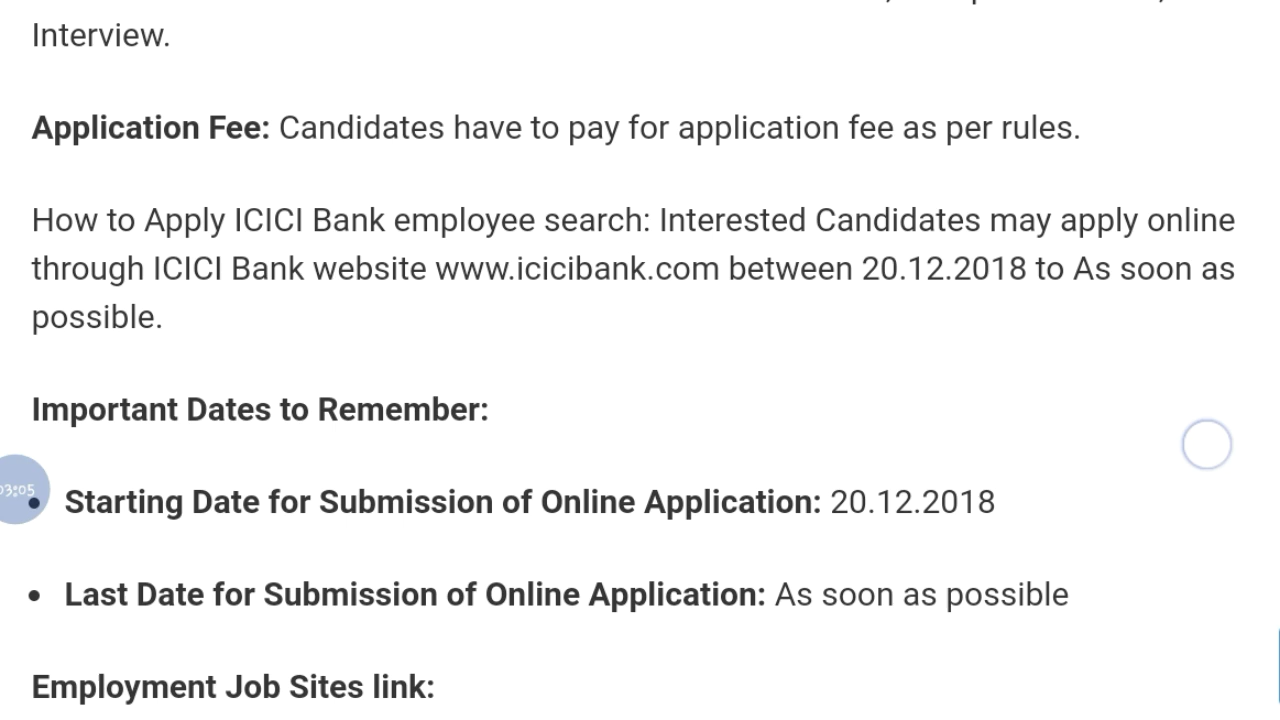 Interview.
Application Fee: Candidates have to pay for application fee as per rules.
How to Apply ICICI Bank employee search: Interested Candidates may apply online
through ICICI Bank website www.icicibank.com between 20.12.2018 to As soon as
possible.
Important Dates to Remember:
03:05
• Starting Date for Submission of Online Application: 20.12.2018
• Last Date for Submission of Online Application: As soon as possible
Employment Job Sites link: